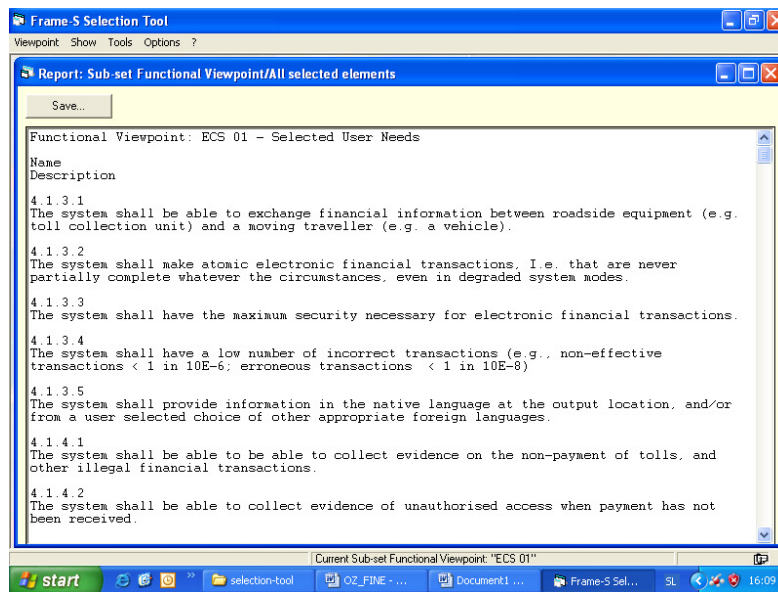 Frame-S Selection Tool
Viewpoint Show Tools Options ?
Report: Sub-set Functional Viewpoint/All selected elements
Save...
Functional Viewpoint: ECS 01 - Selected User Needs
Name
Description
4.1.3.1
The system shall be able to exchange financial information between roadside equipment (e.g.
toll collection unit) and a moving traveller (e.g. a vehicle).
4.1.3.2
The system shall make atomic electronic financial transactions, I.e. that are never
partially complete whatever the circumstances, even in degraded system modes.
4.1.3.3
The system shall have the maximum security necessary for electronic financial transactions.
4.1.3.4
The system shall have a low number of incorrect transactions (e.g., non-effective
transactions < 1 in 10E-6; erroneous transactions < 1 in 10E-8)
4.1.3.5
The system shall provide information in the native language at the output location, and/or
from a user selected choice of other appropriate foreign languages.
4.1.4.1
The system shall be able to be able to collect evidence on the non-payment of tolls, and
other illegal financial transactions.
4.1.4.2
The system shall be able to collect evidence of unauthorised access when payment has not
been received.
Current Sub-set Functional Viewpoint: "ECS 01"
start » selection-tool OZ_FINE - ... Document1 ... Frame-S Sel... SL 16:09